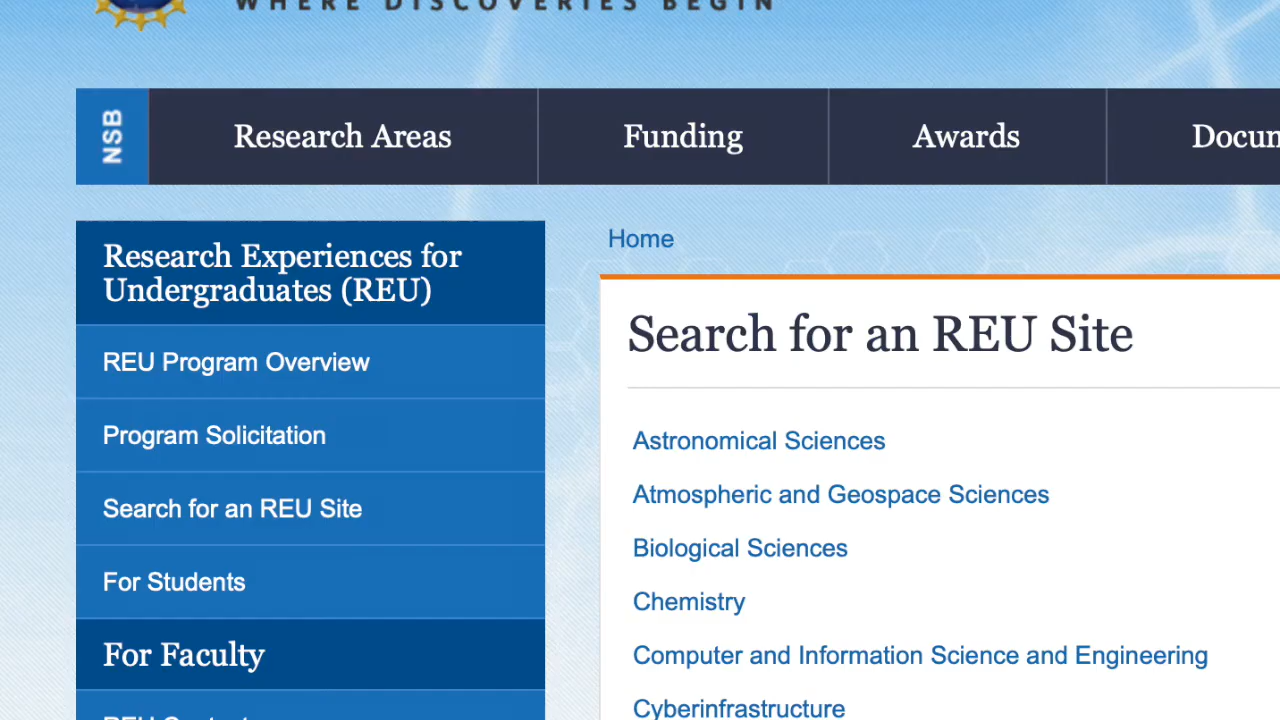 WHERE DISCOVERIES BEGIN
NSB
Research Areas
Funding
Awards
Docum
Home
Research Experiences for
Undergraduates (REU)
REU Program Overview
Program Solicitation
Search for an REU Site
For Students
For Faculty
Search for an REU Site
Astronomical Sciences
Atmospheric and Geospace Sciences
Biological Sciences
Chemistry
Computer and Information Science and Engineering
Cyberinfrastructure